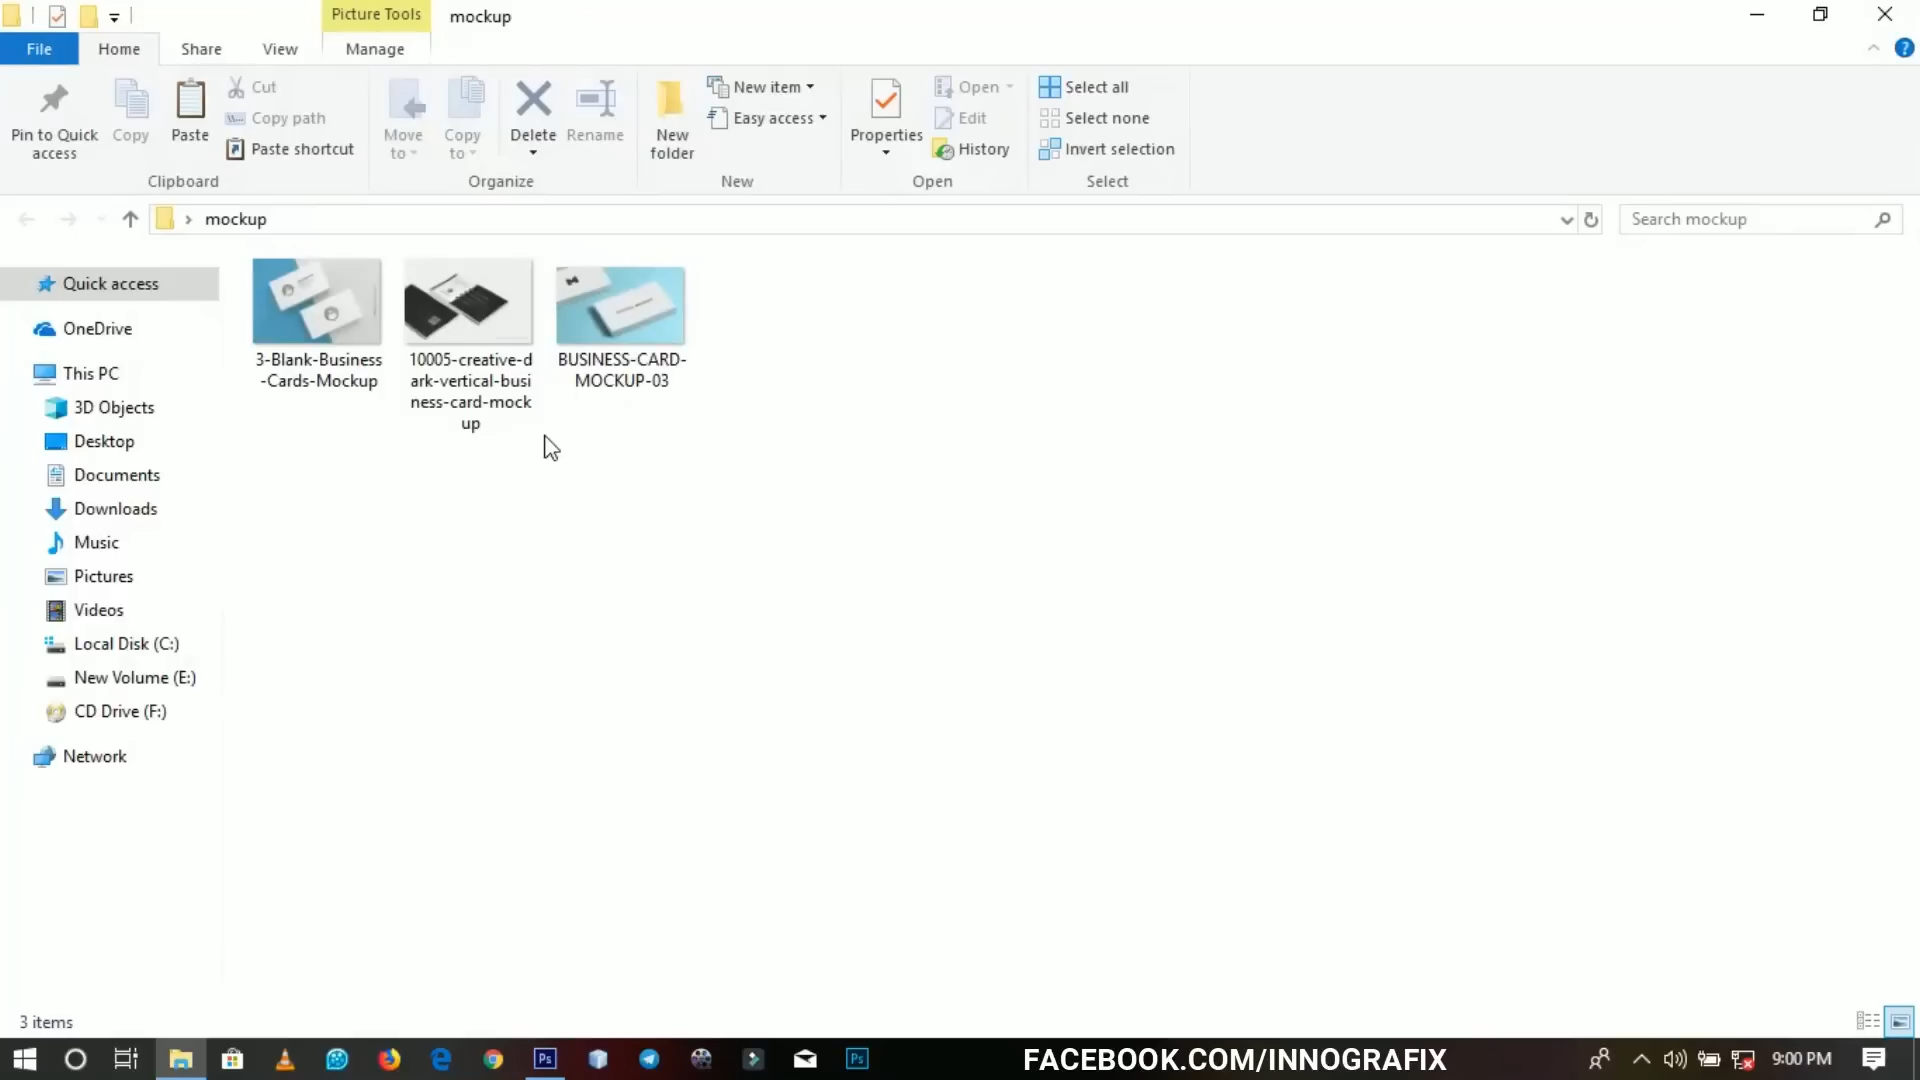 Picture Tools
mockup
File
Home
Share
View
Manage
Pin to Quick
access
Copy
Paste
Cut
Copy path
Paste shortcut
Move
to
Copy
to
Delete
Rename
New
folder
New item
Easy access
Properties
Open
Edit
History
Select all
Select none
Invert selection
Clipboard
Organize
New
Open
Select
mockup
Search mockup
Quick access
OneDrive
This PC
3D Objects
Desktop
Documents
Downloads
Music
Pictures
Videos
Local Disk (C:)
New Volume (E:)
CD Drive (F:)
Network
3-Blank-Business
-Cards-Mockup
10005-creative-d
ark-vertical-busi
ness-card-mock
up
BUSINESS-CARD-
MOCKUP-03
3 items
Ps
Ps
FACEBOOK.COM/INNOGRAFIX
9:00 PM